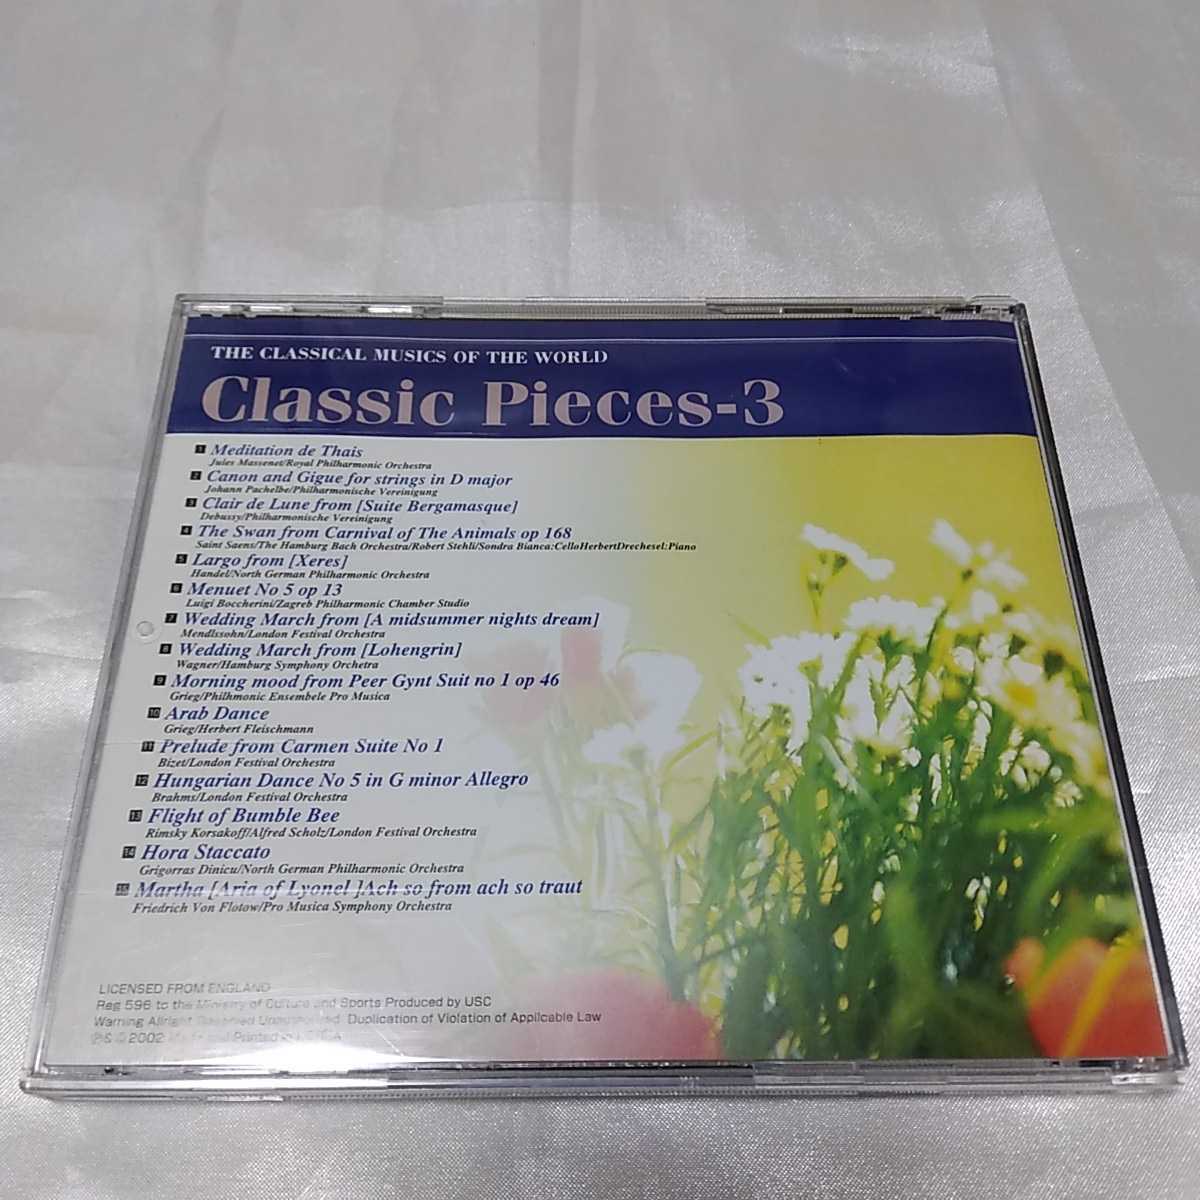 THE CLASSICAL MUSICS OF THE WORLD
Classic Pieces-3
1 Meditation de Thais
Jules Massenet/Royal Philharmonic Orchestra
2 Canon and Gigue for strings in D major
Johann Pachelbe/Philharmonische Vereinigung
3 Clair de Lune from [Suite Bergamasque]
Debussy/Philharmonische Vereinigung
4 The Swan from Carnival of The Animals op 168
Saint Saens/The Hamburg Bach Orchestra/Robert Stehli/Sondra Bianca:CelloHerbertDrechesel:Piano
5 Largo from [Xeres]
Handel/North German Philharmonic Orchestra
6 Menuet No 5 op 13
Luigi Boccherini/Zagreb Philharmonic Chamber Studio
7 Wedding March from [A midsummer nights dream]
Mendlssohn/London Festival Orchestra
8 Wedding March from [Lohengrin]
Wagner/Hamburg Symphony Orchetra
9 Morning mood from Peer Gynt Suit no 1 op 46
Grieg/Philhmonic Ensembele Pro Musica
10 Arab Dance
Grieg/Herbert Fleischmann
11 Prelude from Carmen Suite No 1
Bizet/London Festival Orchestra
12 Hungarian Dance No 5 in G minor Allegro
Brahms/London Festival Orchestra
13 Flight of Bumble Bee
Rimsky Korsakoff/Alfred Scholz/London Festival Orchestra
14 Hora Staccato
Grigorras Dinicu/North German Philharmonic Orchestra
15 Martha [Aria of Lyonel ]Ach so from ach so traut
Friedrich Von Flotow/Pro Musica Symphony Orchestra
LICENSED FROM ENGLAND
Reg 596 to the Ministry of Culture and Sports Produced by USC
Warning Allright Reserved Unauthorized Duplication of Violation of Appilcable Law
℗& © 2002 and Printed in